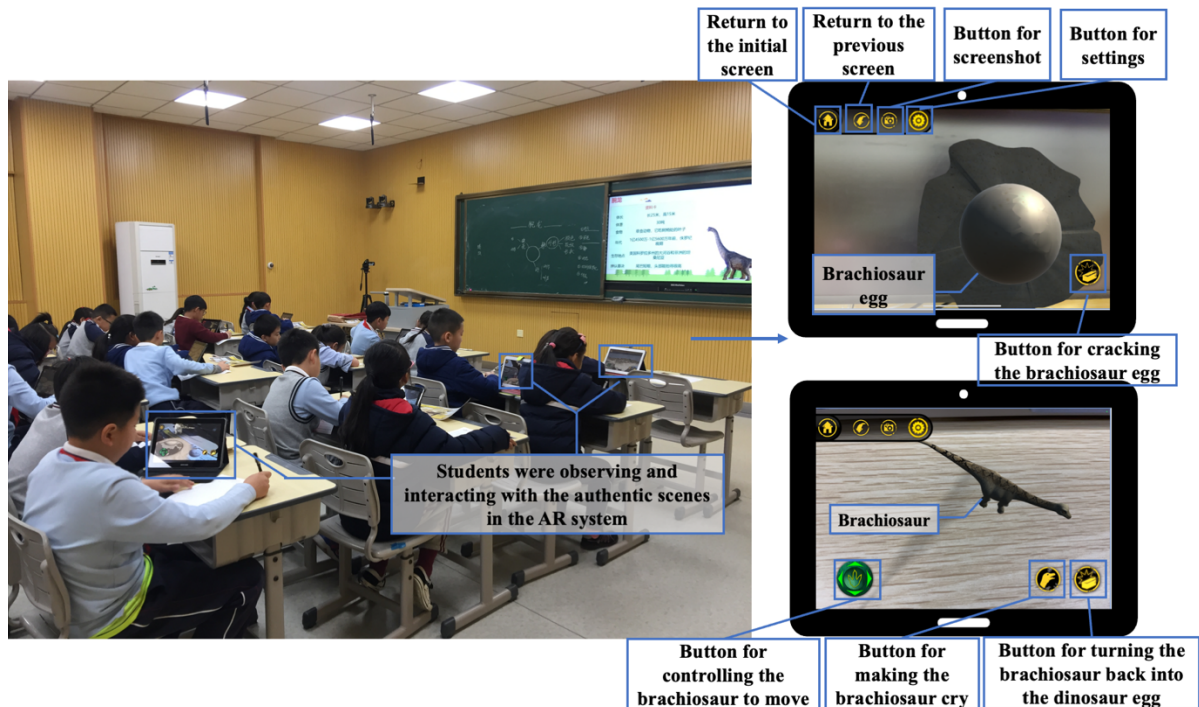 Return to
the initial
screen
Return to the
previous
screen
Button for
screenshot
Button for
settings
Brachiosaur
egg
Button for cracking
the brachiosaur egg
Students were observing and
interacting with the authentic scenes
in the AR system
Brachiosaur
Button for
controlling the
brachiosaur to move
Button for
making the
brachiosaur cry
Button for turning the
brachiosaur back into
the dinosaur egg